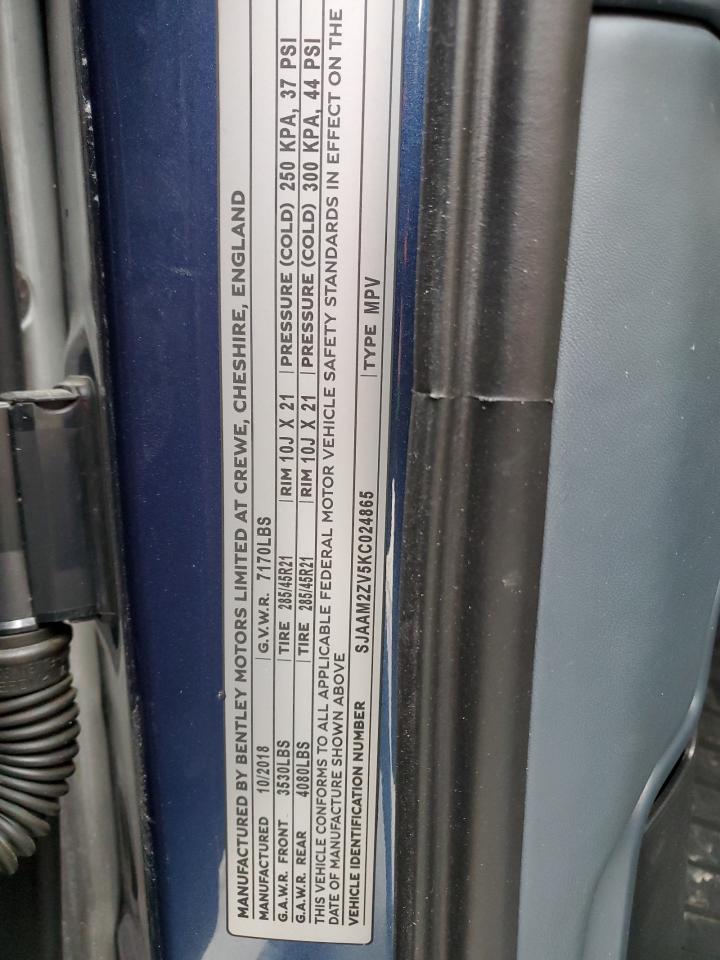 MANUFACTURED BY BENTLEY MOTORS LIMITED AT CREWE, CHESHIRE, ENGLAND
MANUFACTURED 10/2018 G.V.W.R. 7170LBS
G.A.W.R. FRONT 3530LBS TIRE 285/45R21 RIM 10J X 21 PRESSURE (COLD) 250 KPA, 37 PSI
G.A.W.R. REAR 4080LBS TIRE 285/45R21 RIM 10J X 21 PRESSURE (COLD) 300 KPA, 44 PSI
THIS VEHICLE CONFORMS TO ALL APPLICABLE FEDERAL MOTOR VEHICLE SAFETY STANDARDS IN EFFECT ON THE
DATE OF MANUFACTURE SHOWN ABOVE
VEHICLE IDENTIFICATION NUMBER SJAAM2ZV5KC024865 TYPE MPV